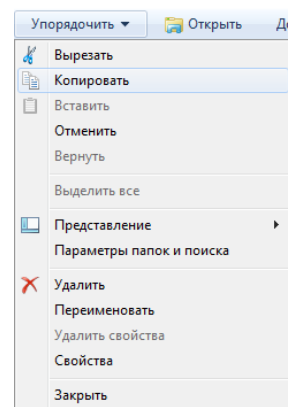 Упорядочить Открыть
Вырезать
Копировать
Вставить
Отменить
Вернуть
Выделить все
Представление
Параметры папок и поиска
Удалить
Переименовать
Удалить свойства
Свойства
Закрыть